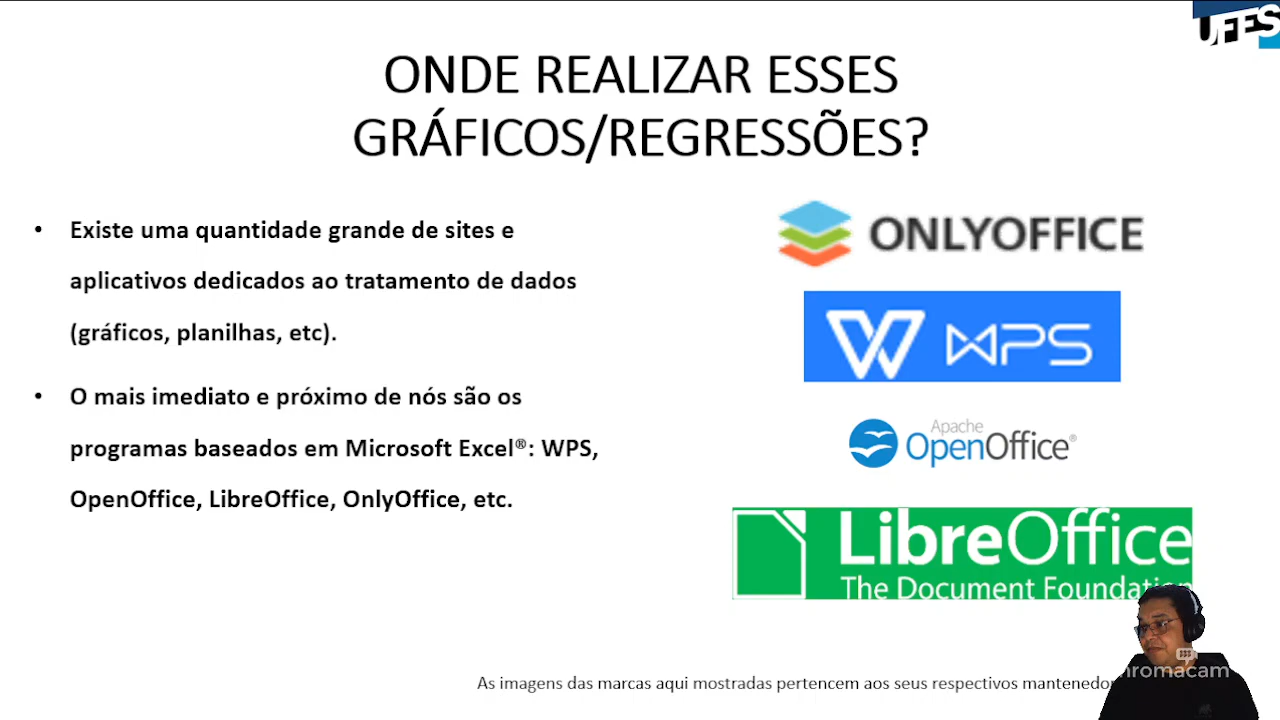 UFES
ONDE REALIZAR ESSES
GRÁFICOS/REGRESSÕES?
• Existe uma quantidade grande de sites e
aplicativos dedicados ao tratamento de dados
(gráficos, planilhas, etc).
• O mais imediato e próximo de nós são os
programas baseados em Microsoft Excel®: WPS,
OpenOffice, LibreOffice, OnlyOffice, etc.
ONLYOFFICE
W WPS
Apache
OpenOffice®
LibreOffice
The Document Foundation
As imagens das marcas aqui mostradas pertencem aos seus respectivos mantenedor
hromacam